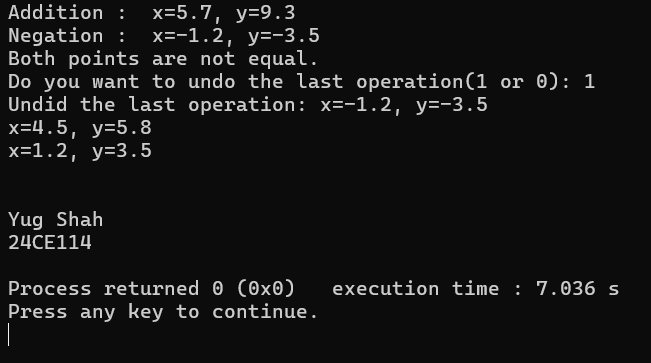 Addition :  x=5.7, y=9.3
Negation :  x=-1.2, y=-3.5
Both points are not equal.
Do you want to undo the last operation(1 or 0): 1
Undid the last operation: x=-1.2, y=-3.5
x=4.5, y=5.8
x=1.2, y=3.5
Yug Shah
24CE114
Process returned 0 (0x0)   execution time : 7.036 s
Press any key to continue.